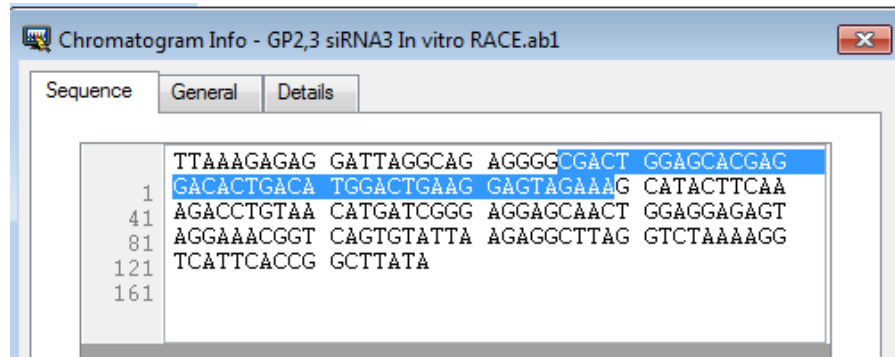 Chromatogram Info - GP2,3 siRNA3 In vitro RACE.ab1
Sequence General Details
TTAAAGAGAG GATTAGGCAG AGGGGCGACT GGAGCACGAG
1 GACACTGACA TGGACTGAAG GAGTAGAAAG CATACTTCAA
41 AGACCTGTAA CATGATCGGG AGGAGCAACT GGAGGAGAGT
81 AGGAAACGGT CAGTGTATTA AGAGGCTTAG GTCTAAAAGG
121 TCATTCACCG GCTTATA
161